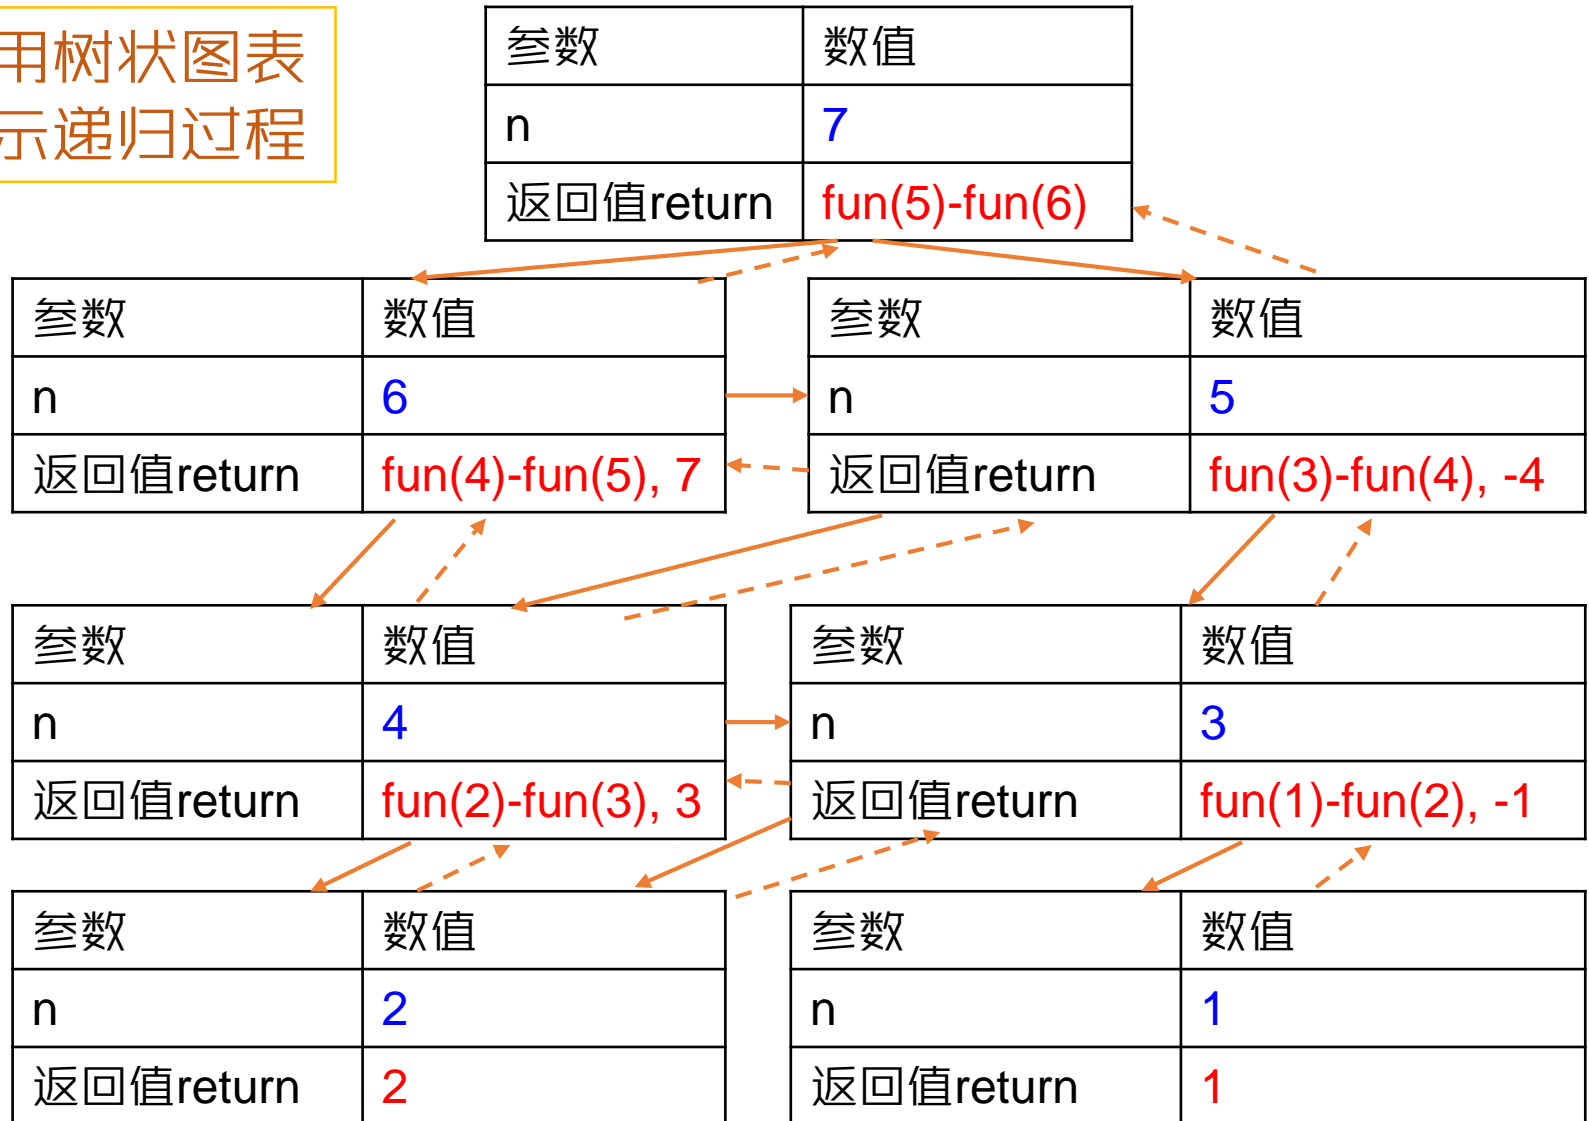 用树状图表
示递归过程
参数 数值
n 7
返回值return fun(5)-fun(6)
参数 数值 参数 数值
n 6 n 5
返回值return fun(4)-fun(5), 7 返回值return fun(3)-fun(4), -4
参数 数值 参数 数值
n 4 n 3
返回值return fun(2)-fun(3), 3 返回值return fun(1)-fun(2), -1
参数 数值 参数 数值
n 2 n 1
返回值return 2 返回值return 1